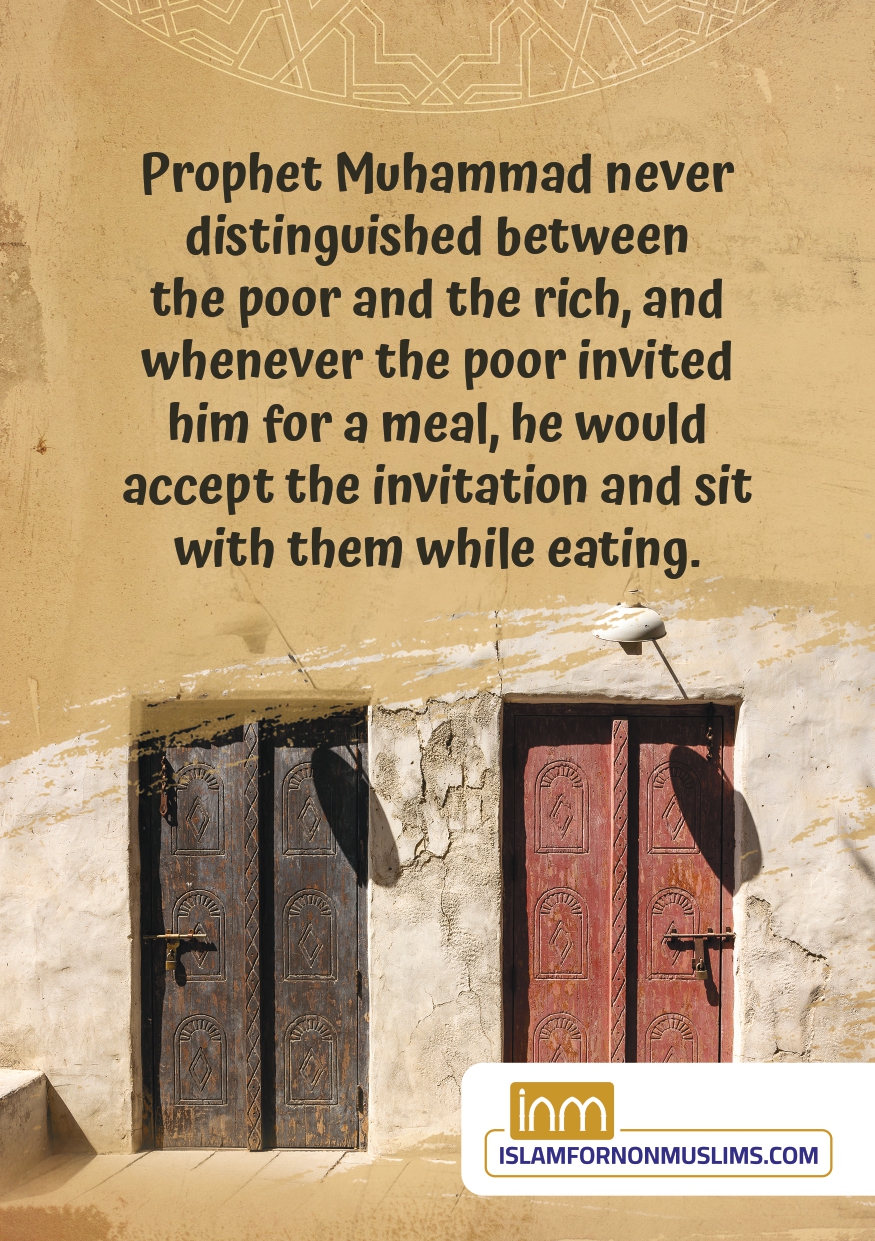 Prophet Muhammad never
distinguished between
the poor and the rich, and
whenever the poor invited
him for a meal, he would
accept the invitation and sit
with them while eating.
inm
ISLAMFORNONMUSLIMS.COM